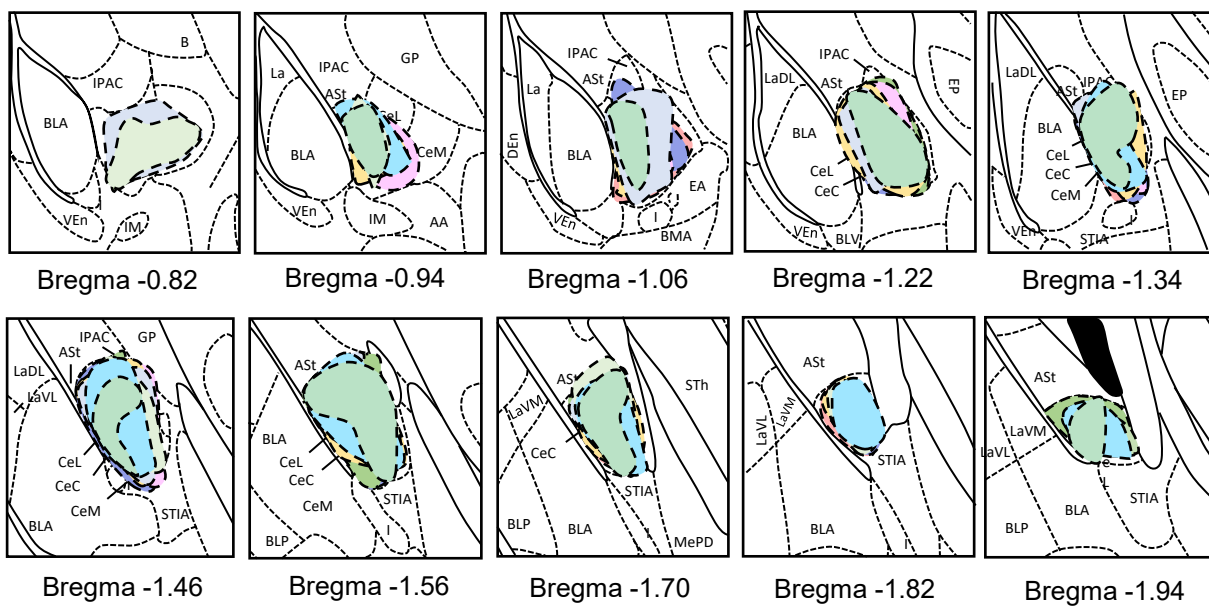 B
IPAC
BLA
VEn
IM
Bregma -0.82
La
IPAC
GP
ASt
eL
BLA
CeM
VEn
IM
AA
Bregma -0.94
IPAC
ASt
La
DEn
BLA
EA
I
VEn
BMA
Bregma -1.06
IPAC
LaDL
ASt
EP
BLA
CeL
CeC
VEn
BLV
Bregma -1.22
LaDL
IPA
ASt
EP
BLA
CeL
CeC
CeM
I
VEn
STIA
Bregma -1.34
IPAC
GP
ASt
LaDL
LaVL
CeL
CeC
CeM
STIA
BLA
Bregma -1.46
ASt
BLA
CeL
CeC
CeM
STIA
I
BLP
Bregma -1.56
AS
STh
LaVM
CeC
STIA
BLP
BLA
I
MePD
Bregma -1.70
ASt
LaVL
LaVM
STIA
BLA
I
Bregma -1.82
ASt
LaVM
LaVL
e
L
STIA
BLA
BLP
I
Bregma -1.94